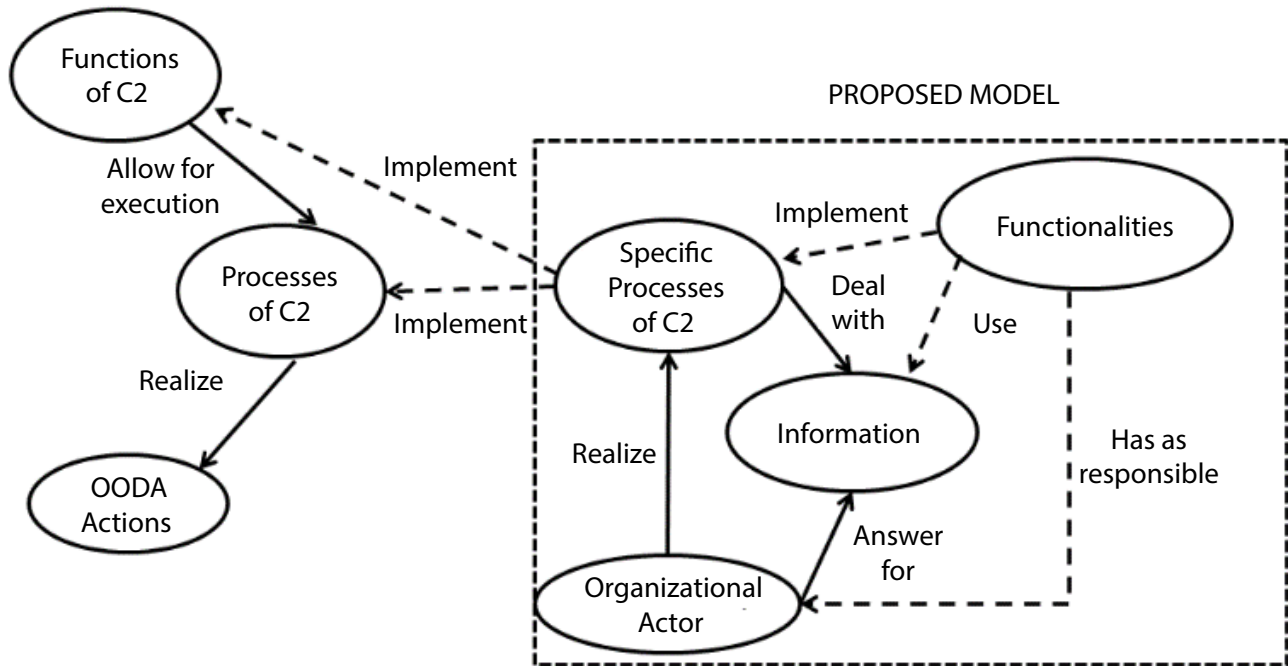 Functions
of C2
PROPOSED MODEL
Allow for
execution
Implement
Implement
Functionalities
Specific
Processes
of C2
Processes
of C2
Implement
Deal
with
Use
Realize
Information
Realize
Has as
responsible
OODA
Actions
Answer
for
Organizational
Actor